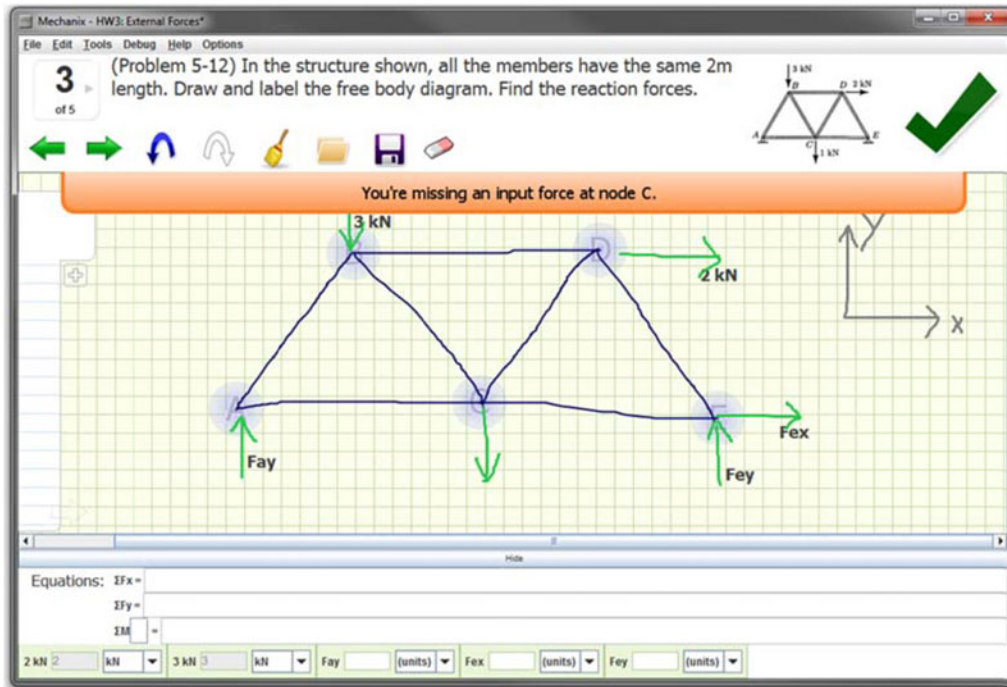 Mechanix - HW3: External Forces*
File Edit Tools Debug Help Options
3
of 5
(Problem 5-12) In the structure shown, all the members have the same 2m
length. Draw and label the free body diagram. Find the reaction forces.
3 kN
B
D 2 kN
A
C
E
1 kN
You're missing an input force at node C.
3 kN
D
2 kN
y
x
A
C
Fay
Fex
Fey
Hide
Equations: ΣFx =
ΣFy =
ΣM =
2 kN 2 kN 3 kN 3 kN Fay (units) Fex (units) Fey (units)